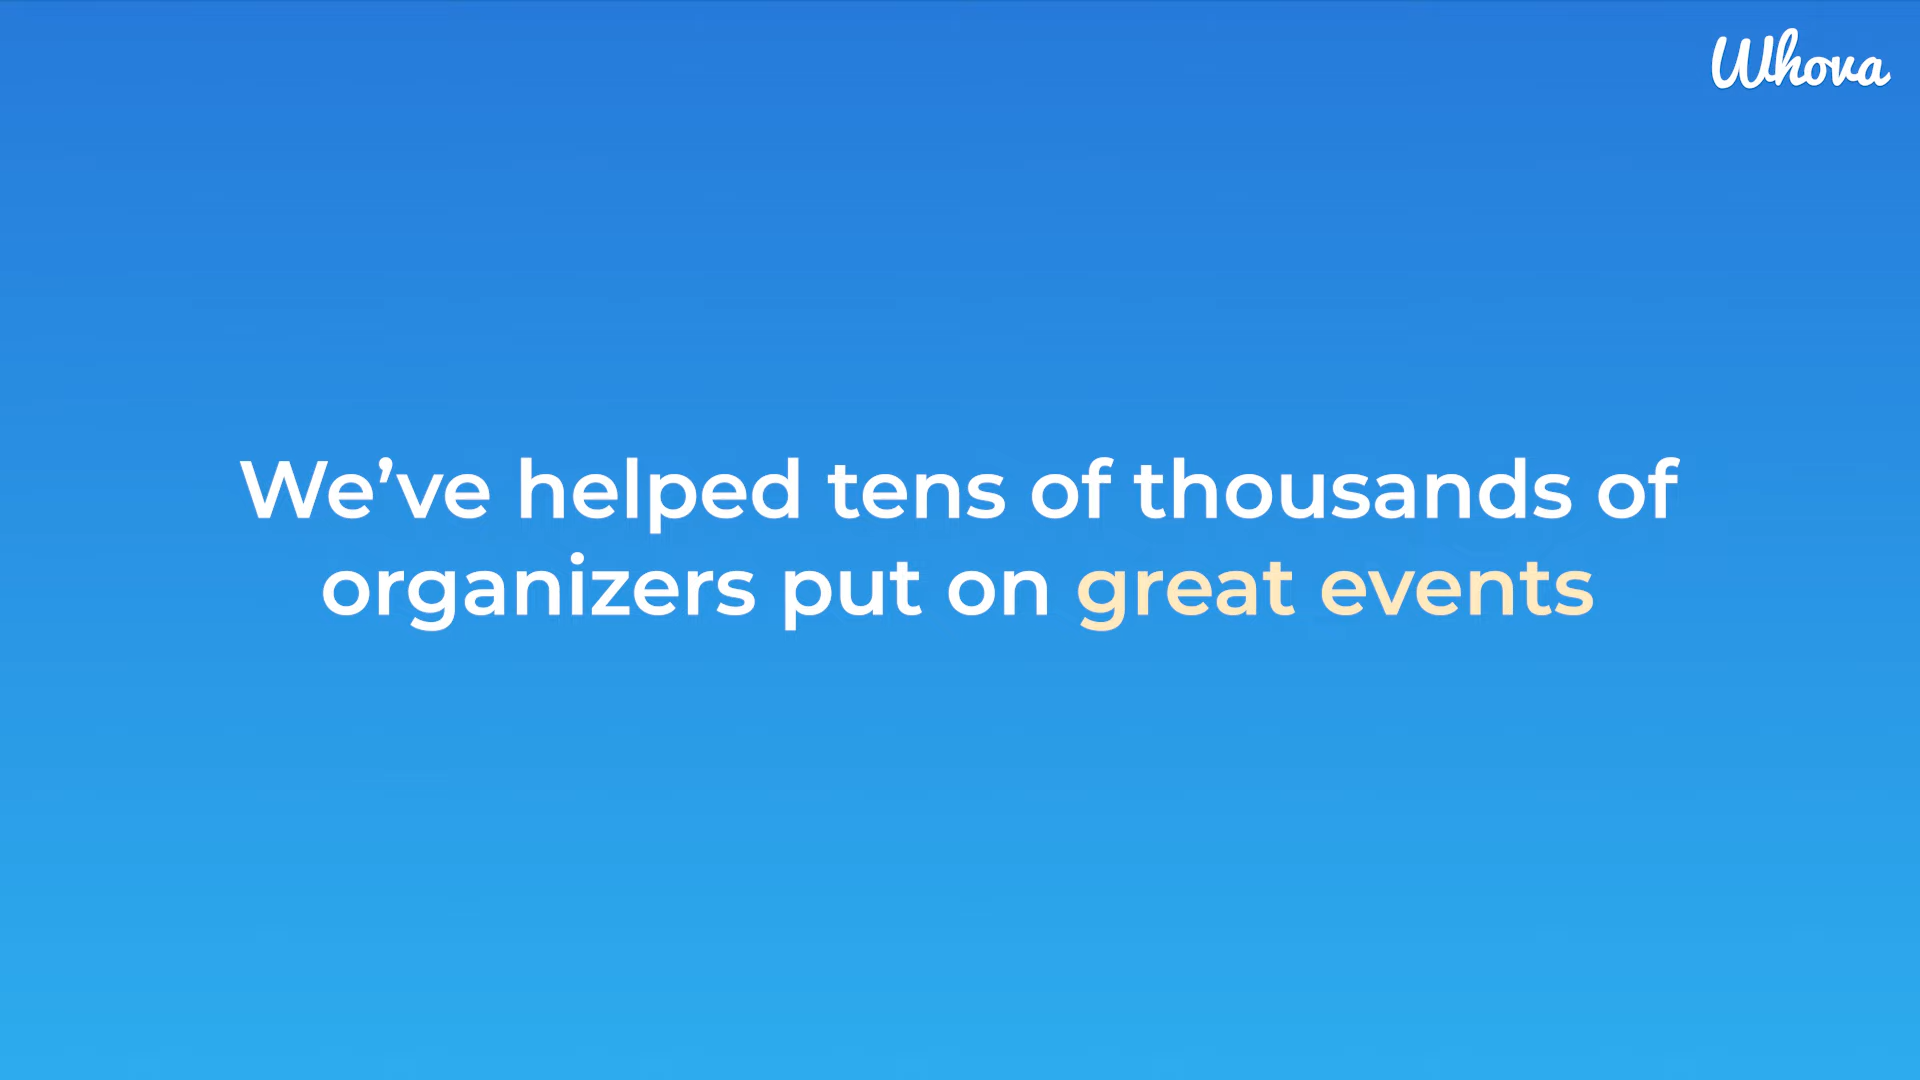 Whova
We’ve helped tens of thousands of
organizers put on great events